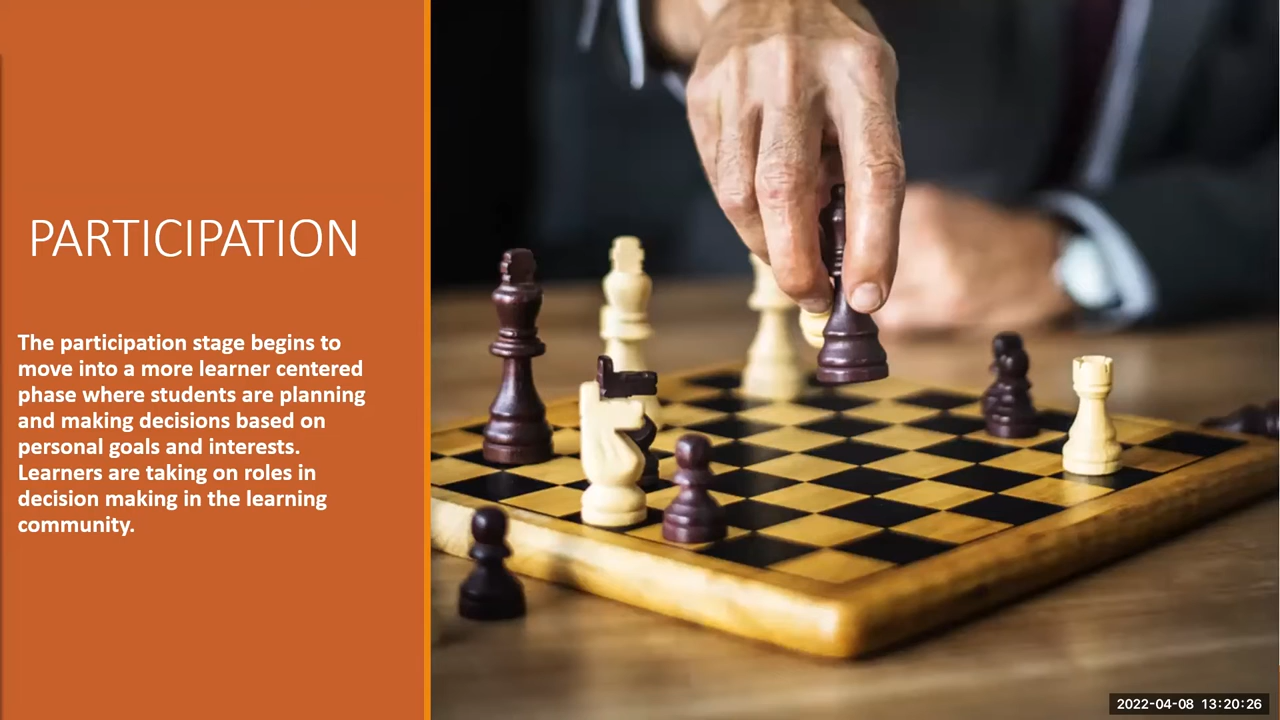 PARTICIPATION
The participation stage begins to
move into a more learner centered
phase where students are planning
and making decisions based on
personal goals and interests.
Learners are taking on roles in
decision making in the learning
community.
2022-04-08 13:20:26